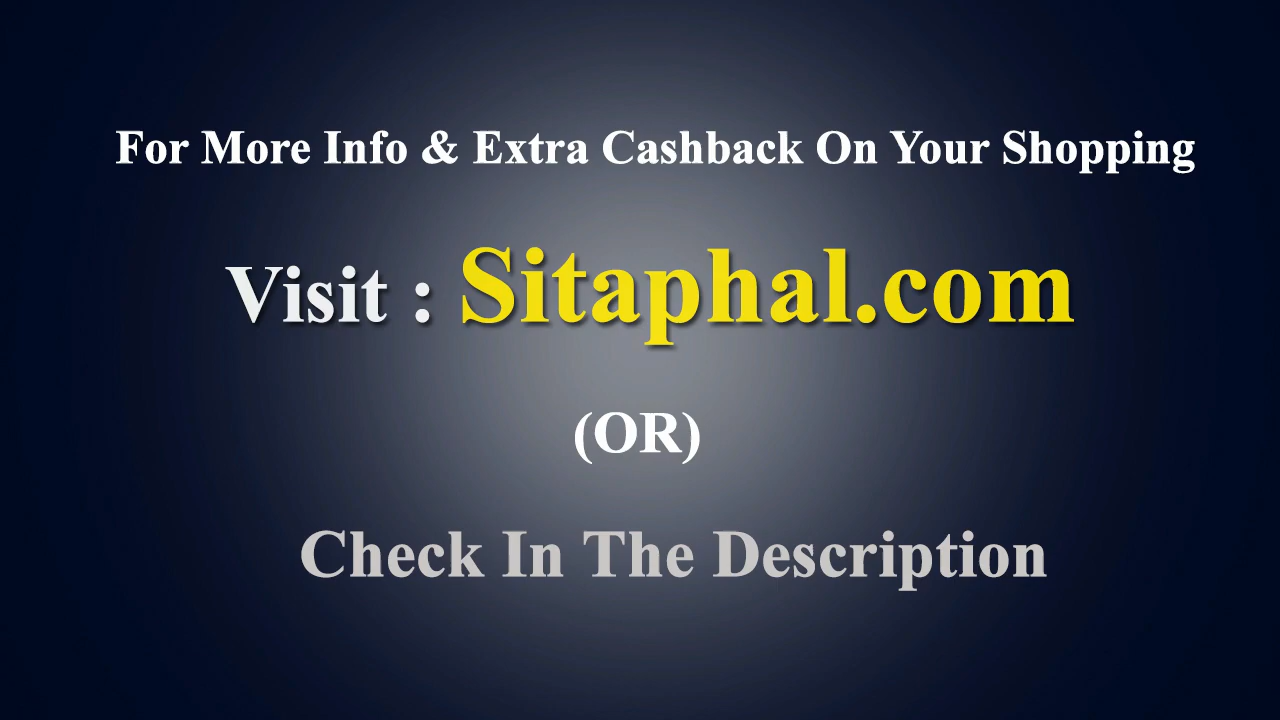 For More Info & Extra Cashback On Your Shopping
Visit : Sitaphal.com
(OR)
Check In The Description